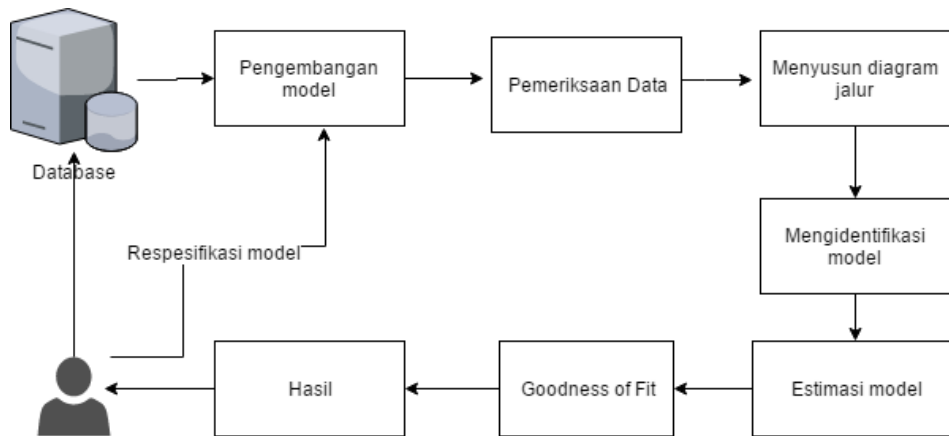 Pengembangan
model
Pemeriksaan Data
Menyusun diagram
jalur
Database
Mengidentifikasi
model
Respesifikasi model
Hasil
Goodness of Fit
Estimasi model